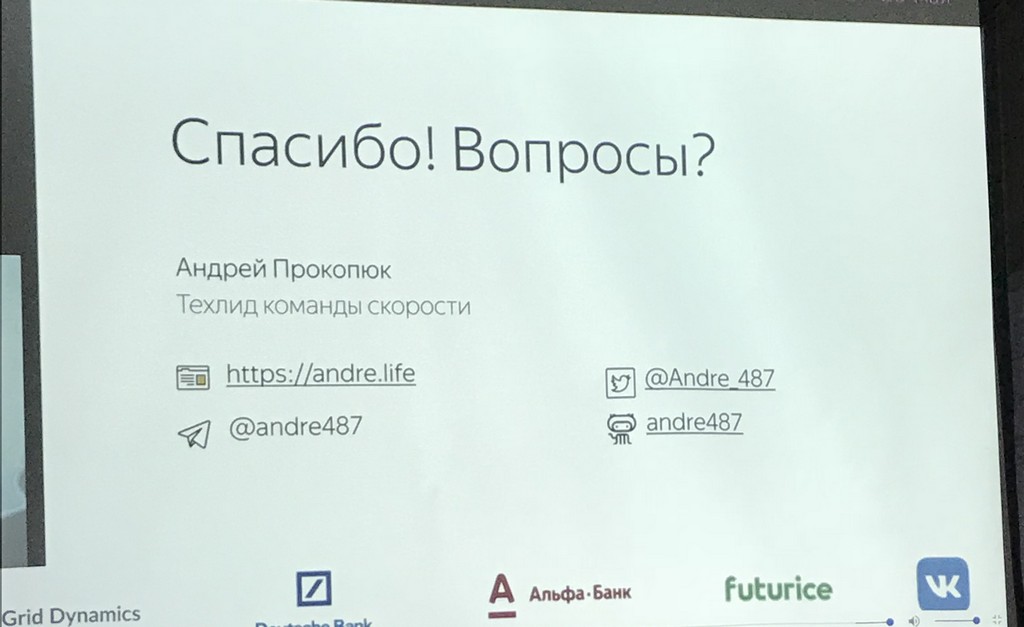 Спасибо! Вопросы?
Андрей Прокопюк
Техлид команды скорости
https://andre.life
@Andre_487
@andre487
andre487
Grid Dynamics
Deutsche Bank
А Альфа·Банк
futurice
VK